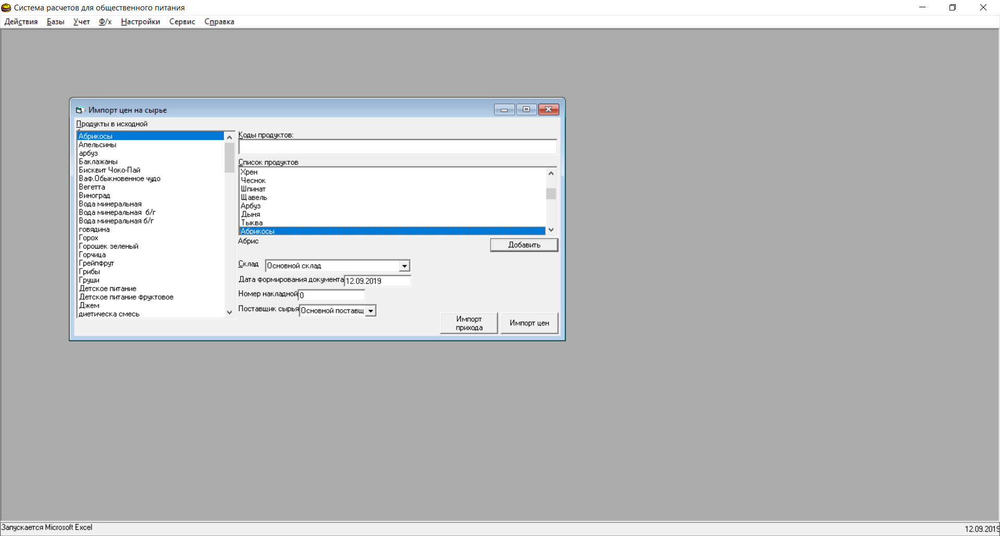 Система расчетов для общественного питания
Действия Базы Учет Ф/х Настройки Сервис Справка
Импорт цен на сырье
Продукты в исходной
Абрикосы
Апельсины
арбуз
Баклажаны
Бисквит Чоко-Пай
Ваф.Обыкновенное чудо
Вегетта
Виноград
Вода минеральная
Вода минеральная  б/г
Вода минеральная б/г
говядина
Горох
Горошек зеленый
Горчица
Грейпфрут
Грибы
Груши
Детское питание
Детское питание фруктовое
Джем
диетическа смесь
Коды продуктов:
Список продуктов
Хрен
Чеснок
Шпинат
Щавель
Арбуз
Дыня
Тыква
Абрикосы
Абрис
Добавить
Склад Основной склад
Дата формирования документа 12.09.2019
Номер накладной 0
Поставщик сырья Основной поставщ
Импорт
прихода
Импорт цен
Запускается Microsoft Excel
12.09.2019